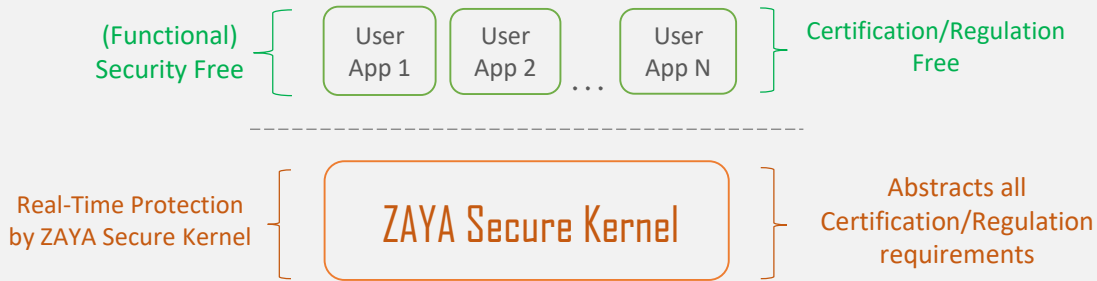 (Functional)
Security Free
User
App 1
User
App 2
...
User
App N
Certification/Regulation
Free
Real-Time Protection
by ZAYA Secure Kernel
ZAYA Secure Kernel
Abstracts all
Certification/Regulation
requirements